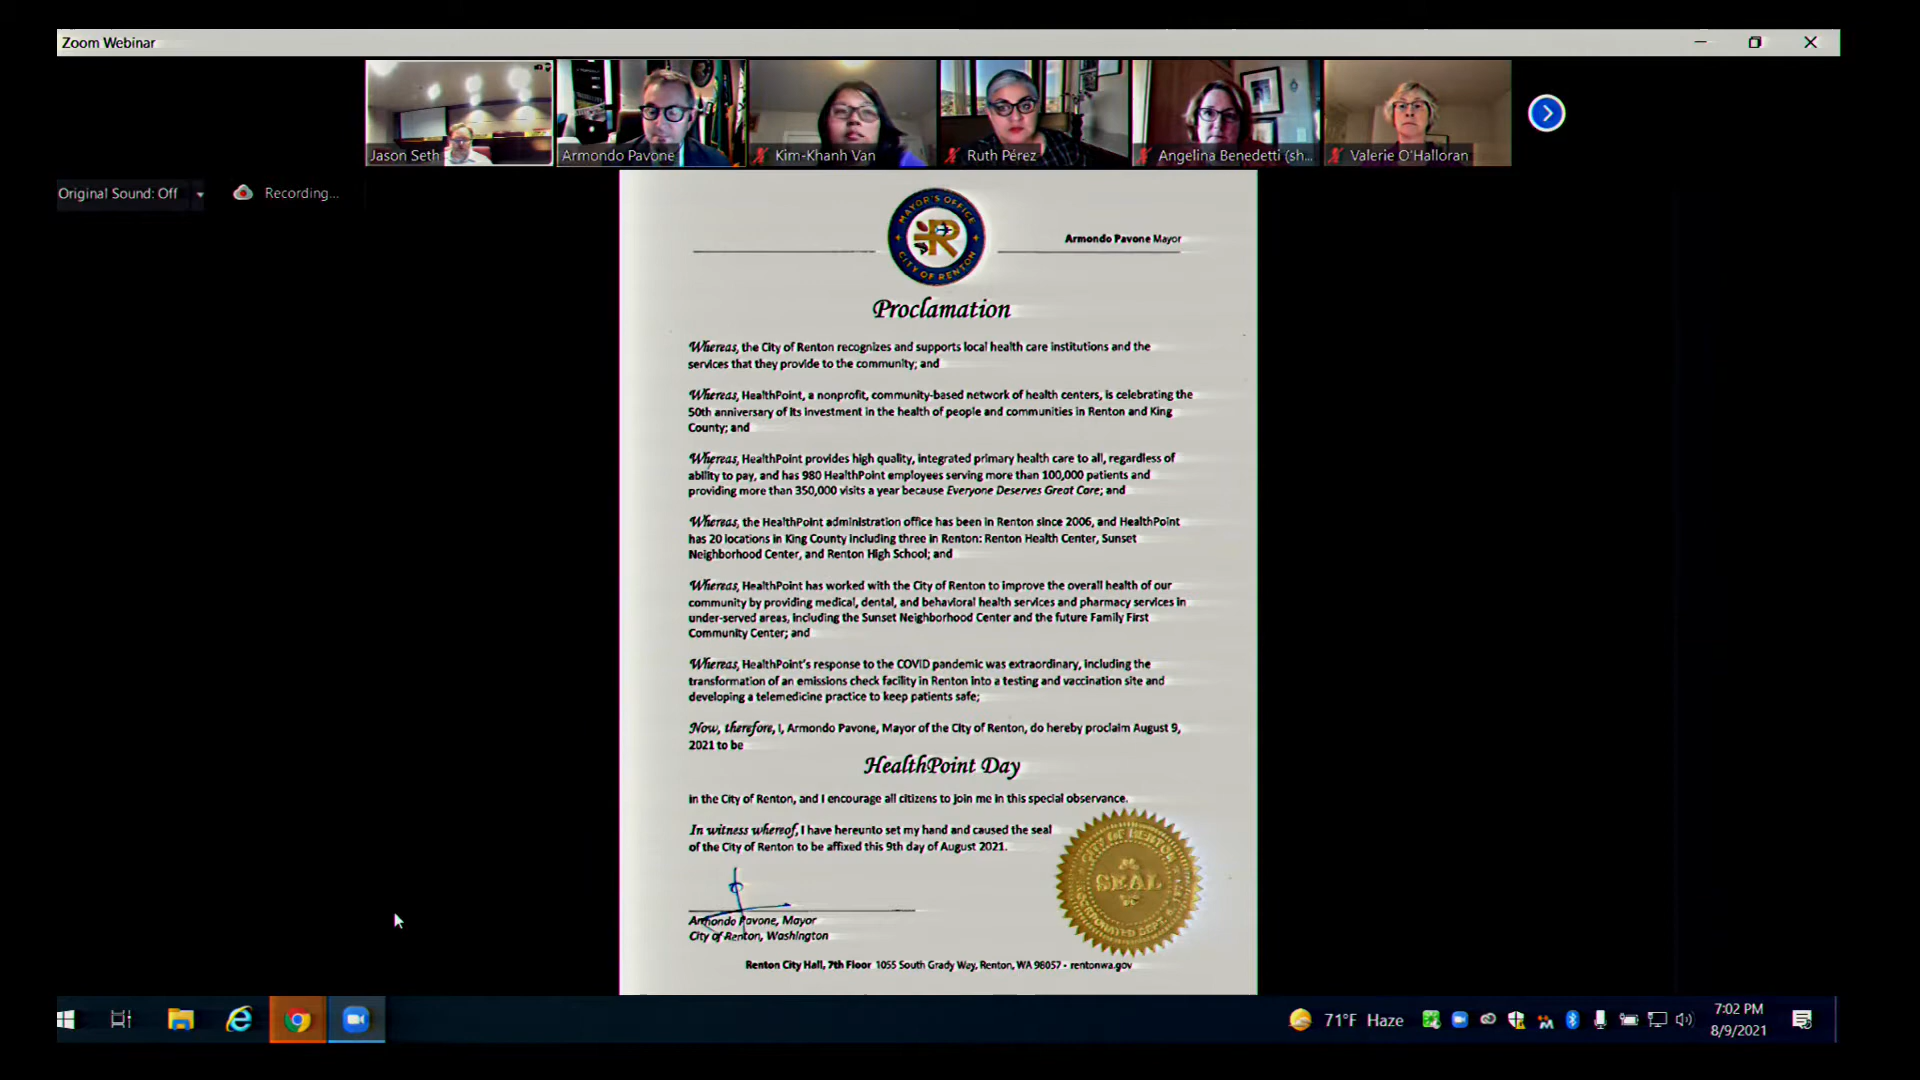 Zoom Webinar
Jason Seth
Armondo Pavone
Kim-Khanh Van
Ruth Pérez
Angelina Benedetti (sh...
Valerie O'Halloran
Original Sound: Off
Recording...
MAYOR'S OFFICE
R
CITY OF RENTON
Armondo Pavone Mayor
Proclamation
Whereas, the City of Renton recognizes and supports local health care institutions and the
services that they provide to the community; and
Whereas, HealthPoint, a nonprofit, community-based network of health centers, is celebrating the
50th anniversary of its investment in the health of people and communities in Renton and King
County; and
Whereas, HealthPoint provides high quality, integrated primary health care to all, regardless of
ability to pay, and has 980 HealthPoint employees serving more than 100,000 patients and
providing more than 350,000 visits a year because Everyone Deserves Great Care; and
Whereas, the HealthPoint administration office has been in Renton since 2006, and HealthPoint
has 20 locations in King County including three in Renton: Renton Health Center, Sunset
Neighborhood Center, and Renton High School; and
Whereas, HealthPoint has worked with the City of Renton to improve the overall health of our
community by providing medical, dental, and behavioral health services and pharmacy services in
under-served areas, including the Sunset Neighborhood Center and the future Family First
Community Center; and
Whereas, HealthPoint's response to the COVID pandemic was extraordinary, including the
transformation of an emissions check facility in Renton into a testing and vaccination site and
developing a telemedicine practice to keep patients safe;
Now, therefore, I, Armondo Pavone, Mayor of the City of Renton, do hereby proclaim August 9,
2021 to be
HealthPoint Day
in the City of Renton, and I encourage all citizens to join me in this special observance.
In witness whereof, I have hereunto set my hand and caused the seal
of the City of Renton to be affixed this 9th day of August 2021.
CITY OF RENTON
SEAL
INCORPORATED SEPT. 6, 1901
Armondo Pavone, Mayor
City of Renton, Washington
Renton City Hall, 7th Floor 1055 South Grady Way, Renton, WA 98057 • rentonwa.gov
71°F Haze
7:02 PM
8/9/2021